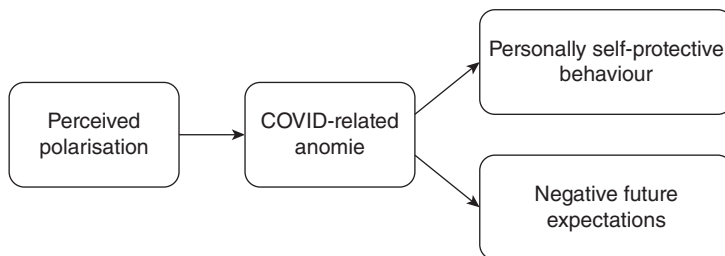 Perceived
polarisation
COVID-related
anomie
Personally self-protective
behaviour
Negative future
expectations